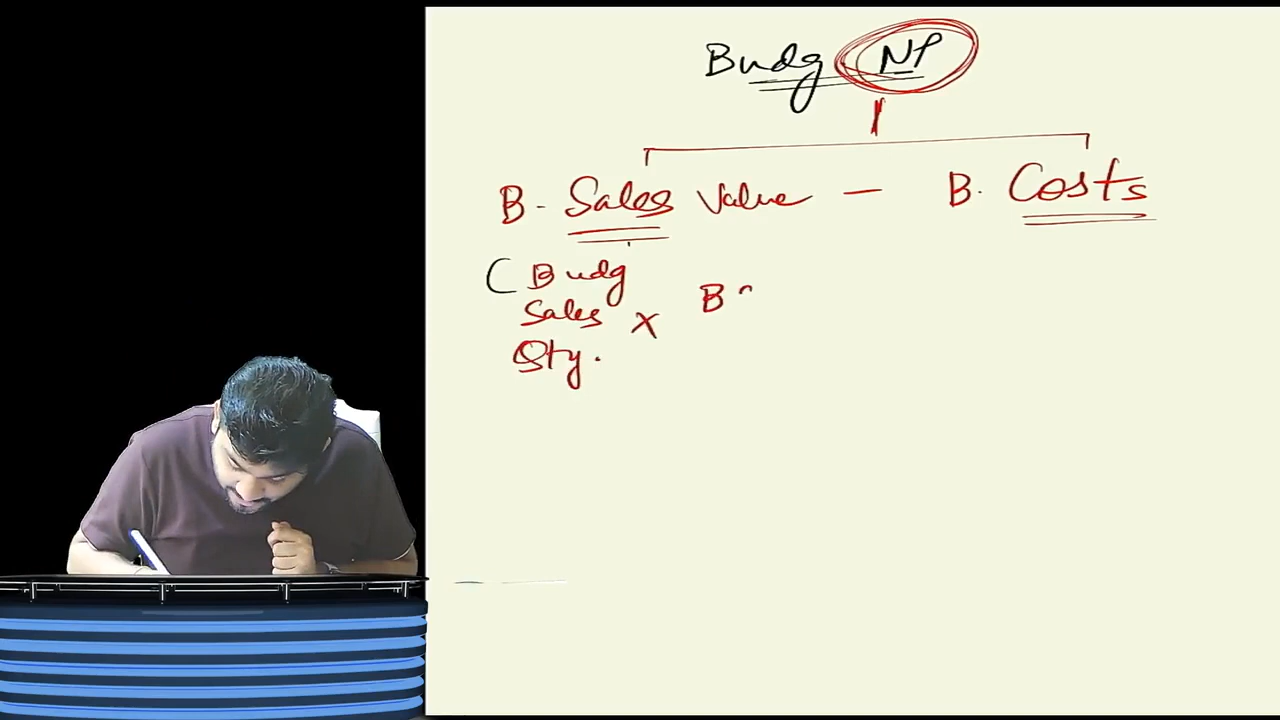 Budg NP
B. Sales Value - B. Costs
( Budg
Sales × B
Qty.